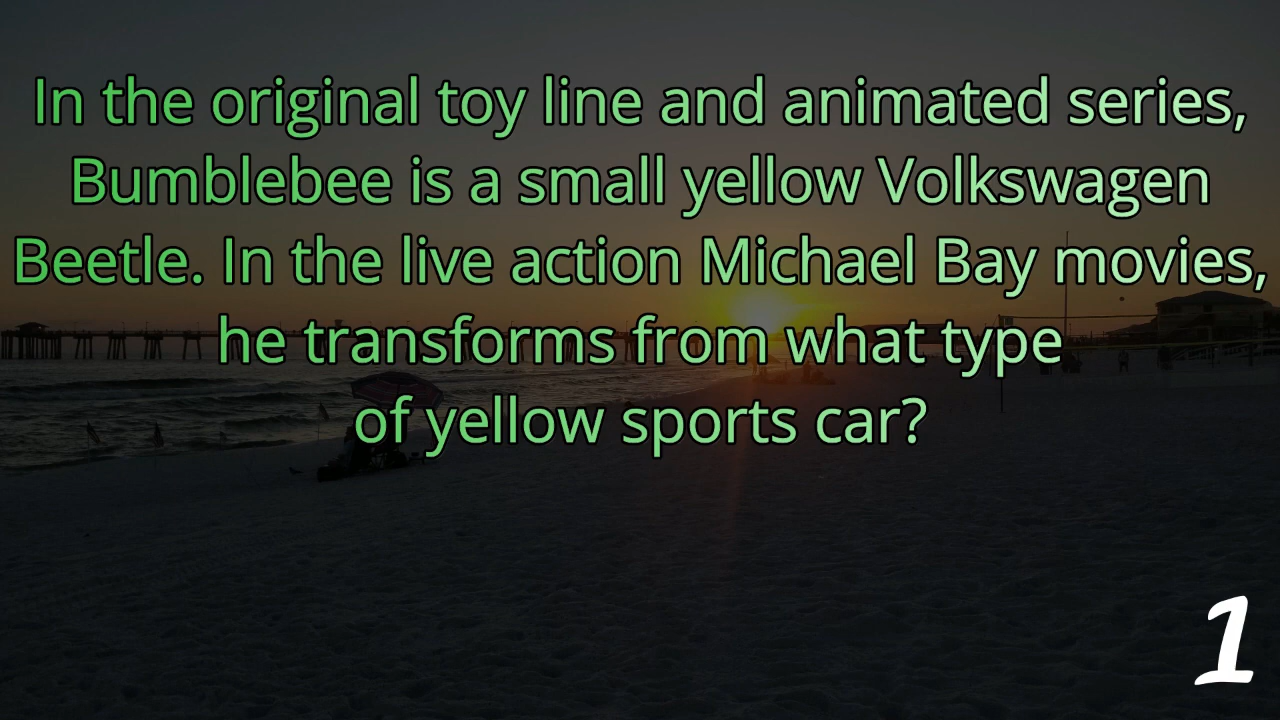 In the original toy line and animated series,
Bumblebee is a small yellow Volkswagen
Beetle. In the live action Michael Bay movies,
he transforms from what type
of yellow sports car?
1